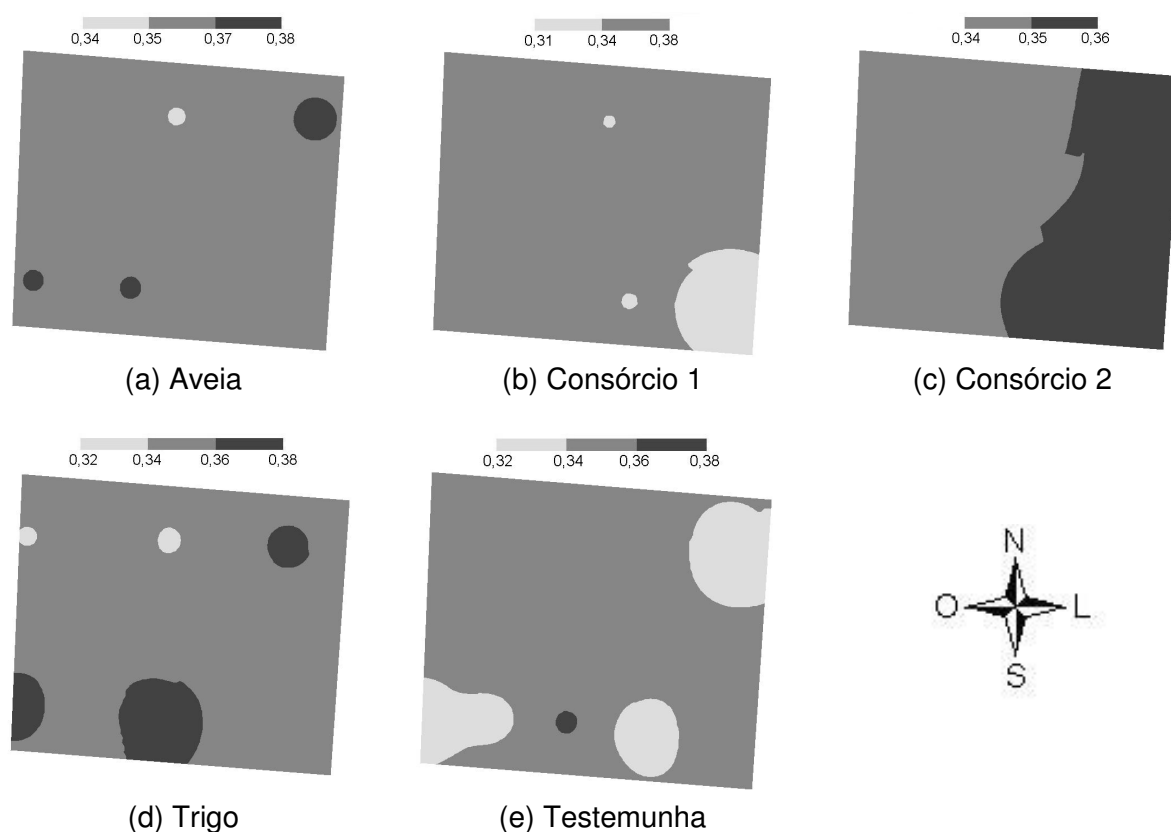 0,34 0,35 0,37 0,38
0,31 0,34 0,38
0,34 0,35 0,36
(a) Aveia
(b) Consórcio 1
(c) Consórcio 2
0,32 0,34 0,36 0,38
0,32 0,34 0,36 0,38
N
O L
S
(d) Trigo
(e) Testemunha